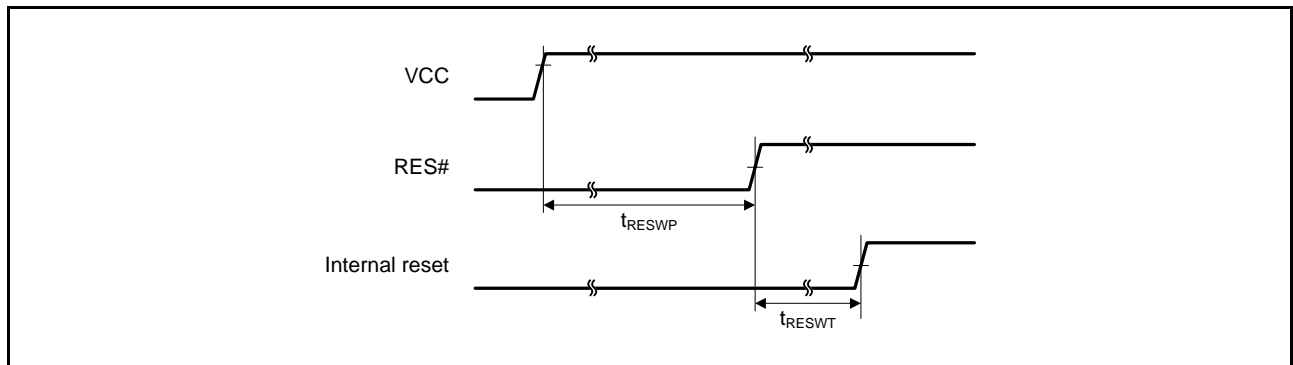 VCC
RES#
tRESWP
Internal reset
tRESWT